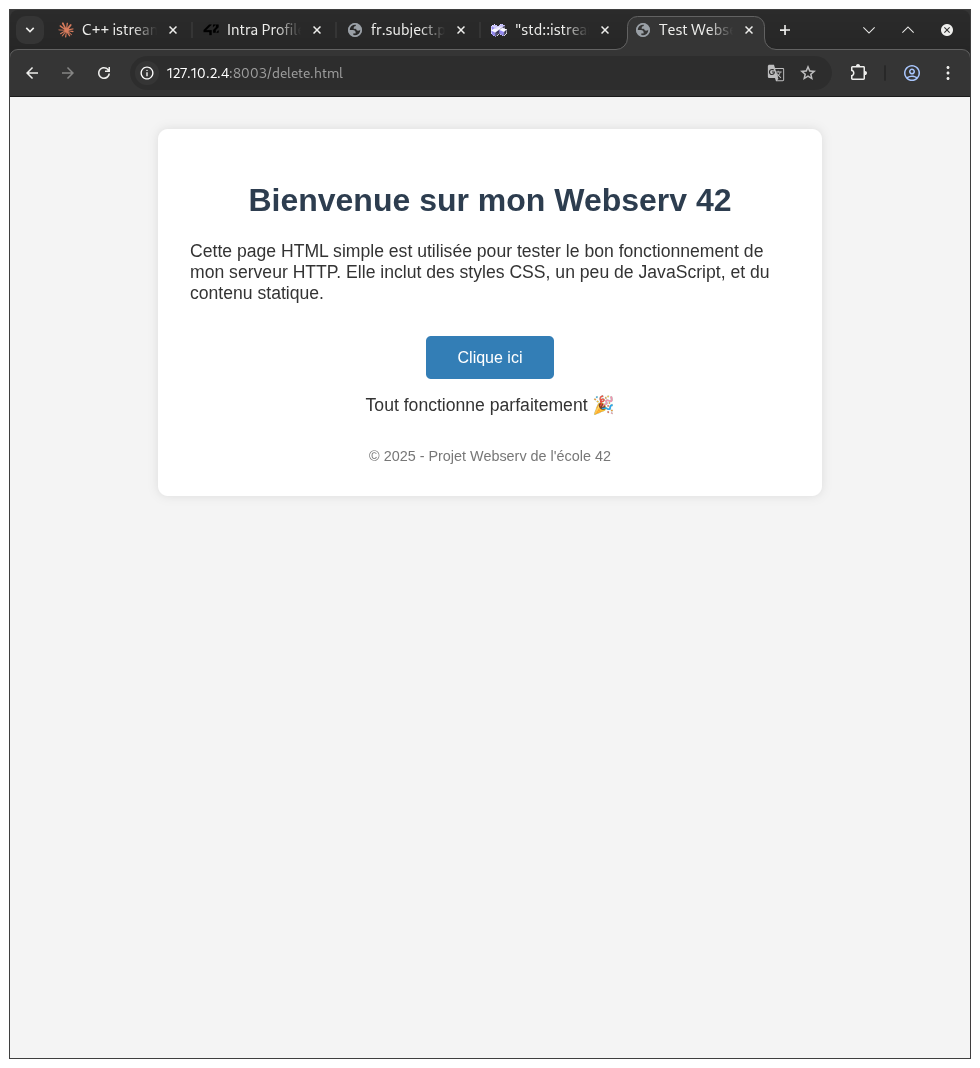 C++ istrean
42 Intra Profil
fr.subject.p
"std::istrea
Test Webse
127.10.2.4:8003/delete.html
Bienvenue sur mon Webserv 42
Cette page HTML simple est utilisée pour tester le bon fonctionnement de
mon serveur HTTP. Elle inclut des styles CSS, un peu de JavaScript, et du
contenu statique.
Clique ici
Tout fonctionne parfaitement 🎉
© 2025 - Projet Webserv de l'école 42